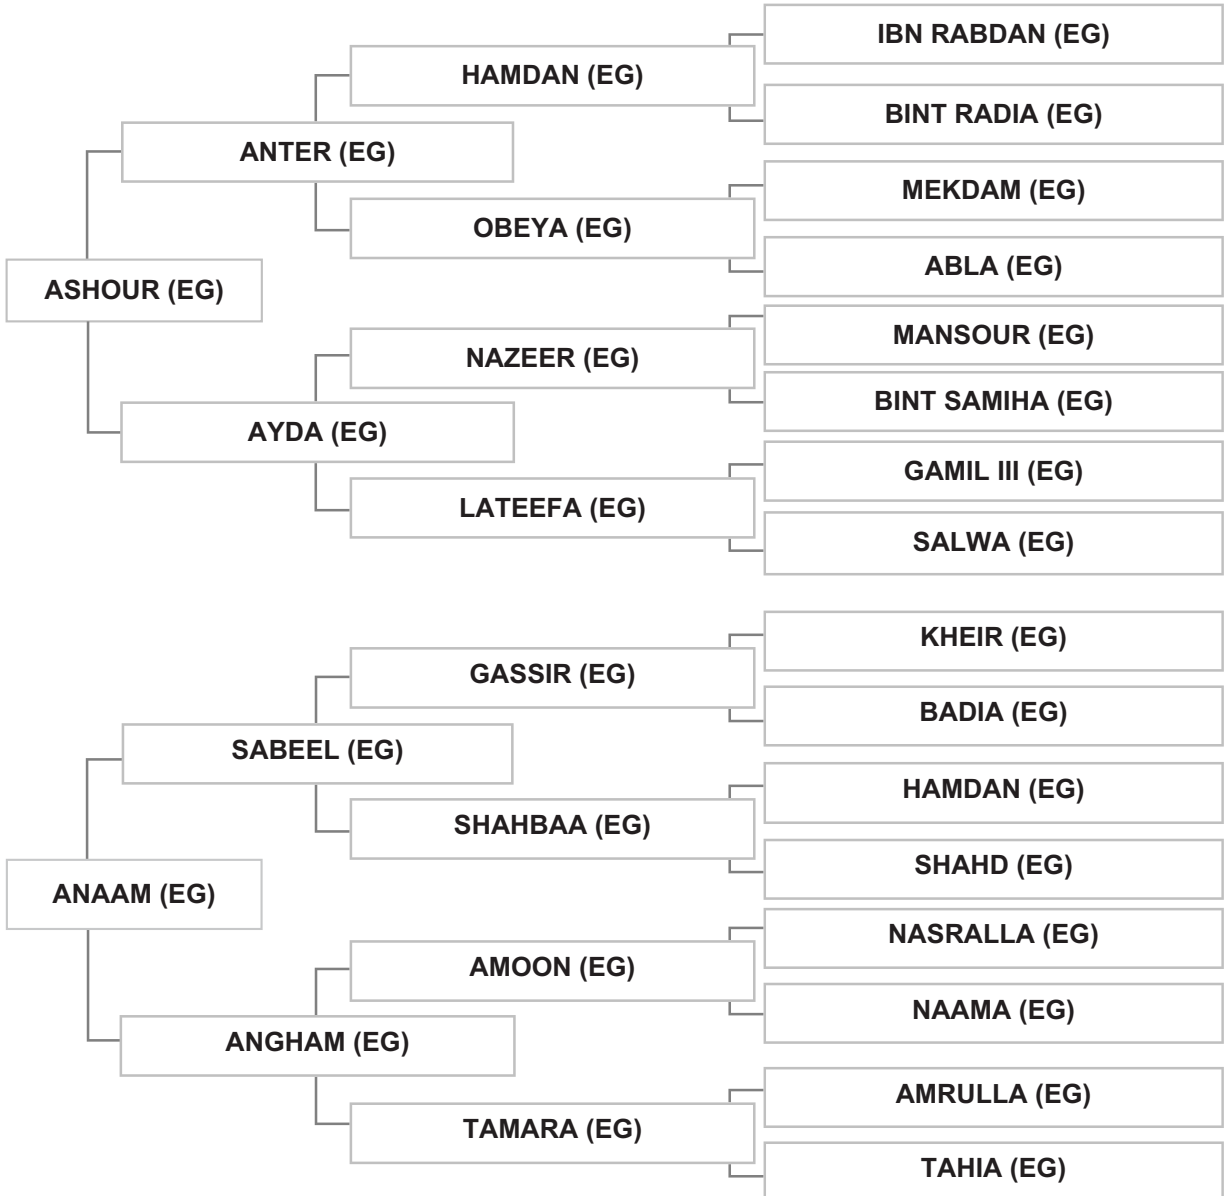 IBN RABDAN (EG)
HAMDAN (EG)
BINT RADIA (EG)
ANTER (EG)
MEKDAM (EG)
OBEYA (EG)
ABLA (EG)
ASHOUR (EG)
MANSOUR (EG)
NAZEER (EG)
BINT SAMIHA (EG)
AYDA (EG)
GAMIL III (EG)
LATEEFA (EG)
SALWA (EG)
KHEIR (EG)
GASSIR (EG)
BADIA (EG)
SABEEL (EG)
HAMDAN (EG)
SHAHBAA (EG)
SHAHD (EG)
ANAAM (EG)
NASRALLA (EG)
AMOON (EG)
NAAMA (EG)
ANGHAM (EG)
AMRULLA (EG)
TAMARA (EG)
TAHIA (EG)